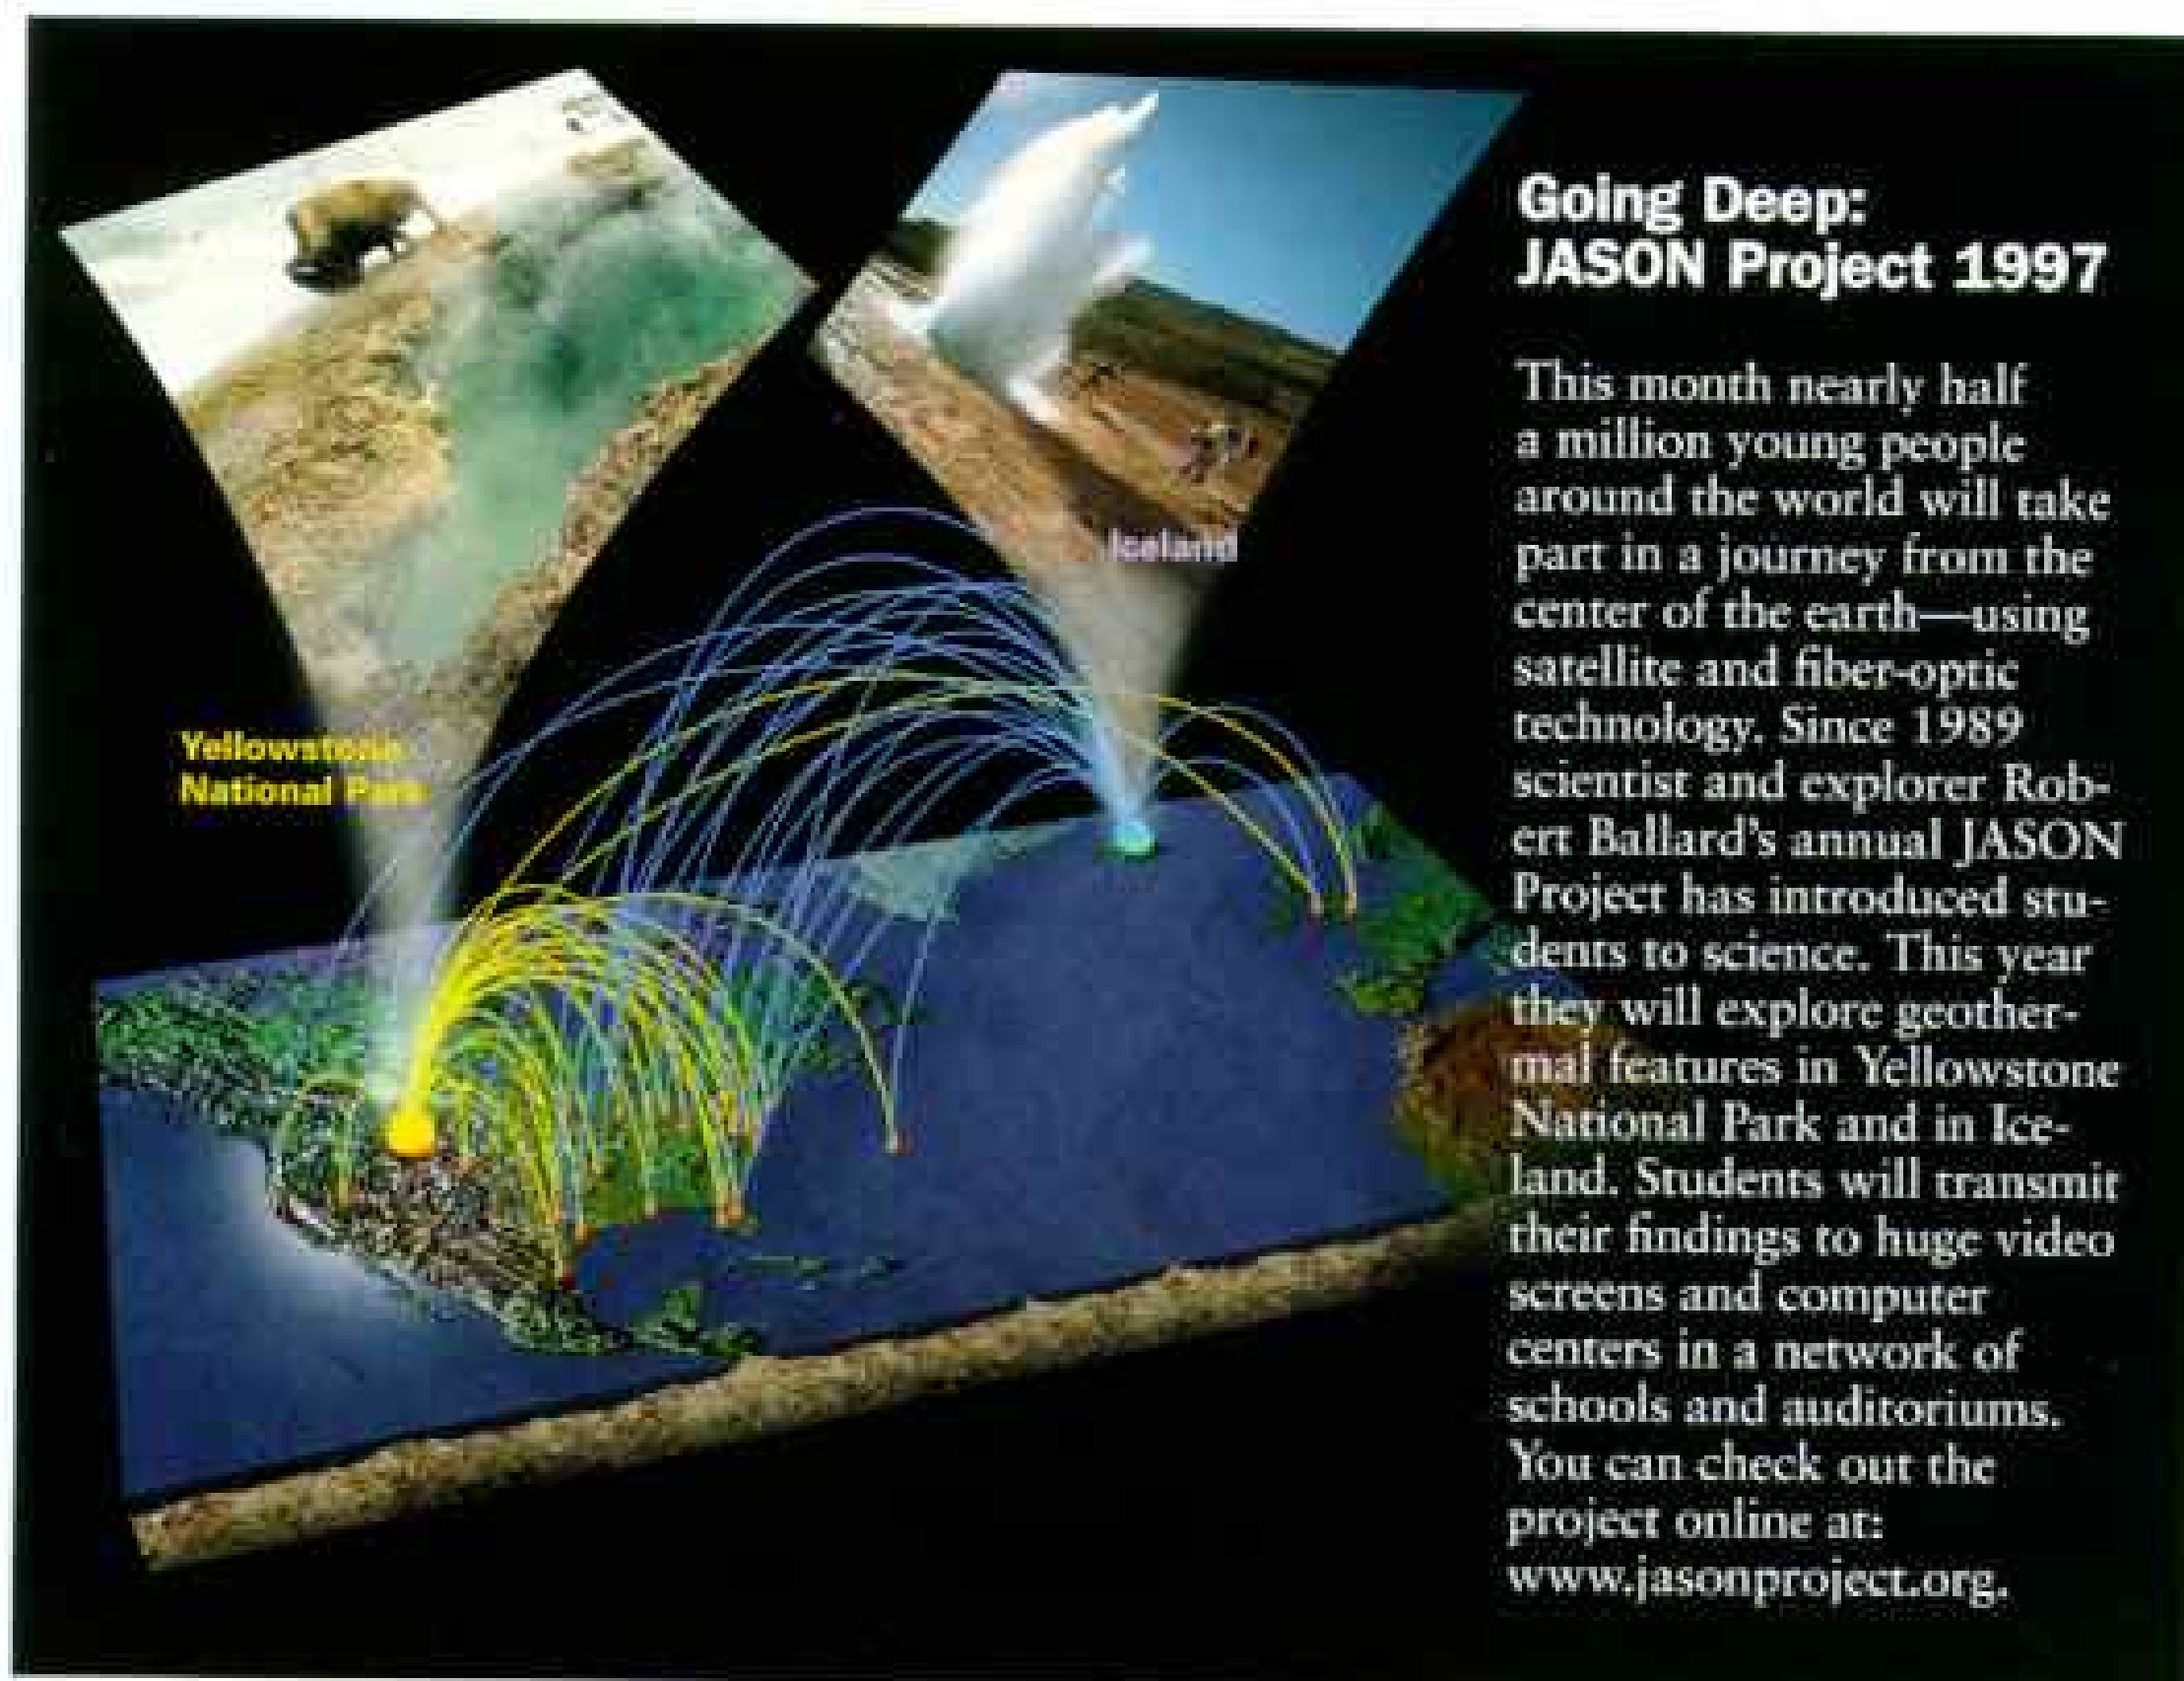 Going Deep:
JASON Project 1997
This month nearly half
a million young people
around the world will take
part in a journey from the
center of the earth—using
satellite and fiber-optic
technology. Since 1989
scientist and explorer Rob-
ert Ballard's annual JASON
Project has introduced stu-
dents to science. This year
they will explore geother-
mal features in Yellowstone
National Park and in Ice-
land. Students will transmit
their findings to huge video
screens and computer
centers in a network of
schools and auditoriums.
You can check out the
project online at:
www.jasonproject.org.
Iceland
Yellowstone
National Park